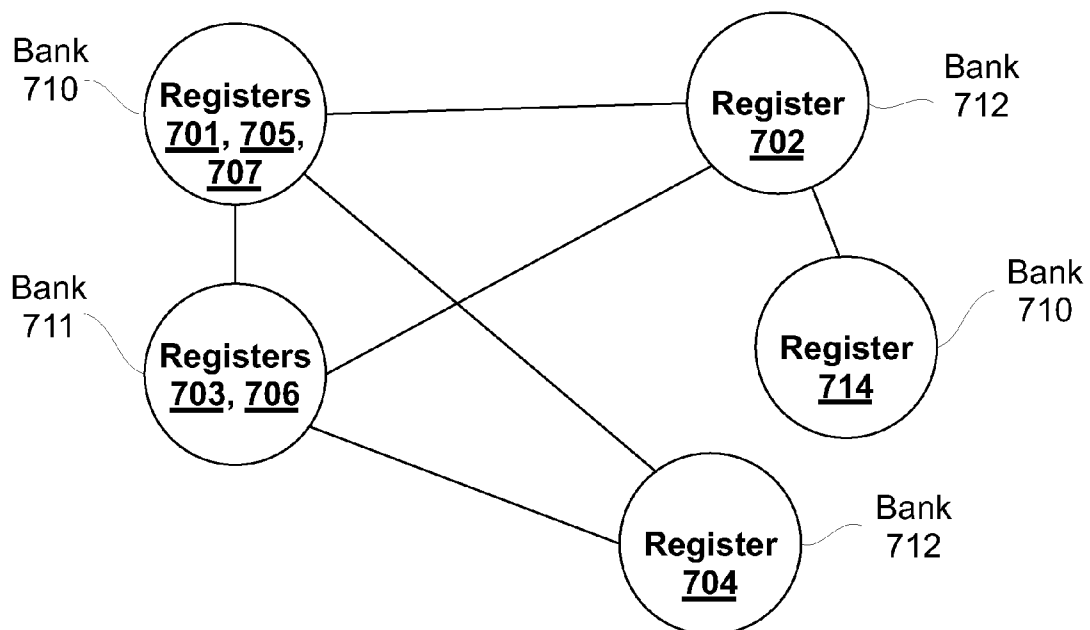 Bank
710
Registers
701, 705,
707
Register
702
Bank
712
Bank
711
Registers
703, 706
Register
714
Bank
710
Register
704
Bank
712